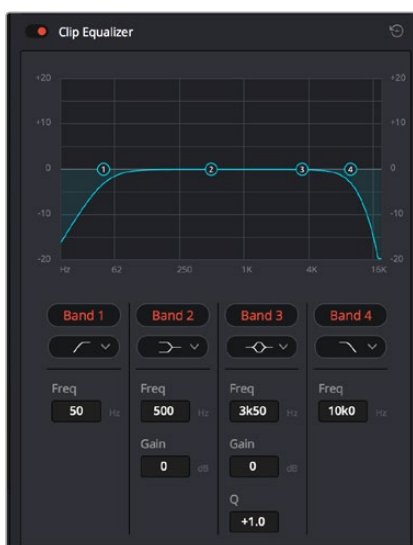 Clip Equalizer
+20 +20
+10 +10
0 1 2 3 4 0
-10 -10
-20 -20
Hz 62 250 1K 4K 16K
Band 1 Band 2 Band 3 Band 4
Freq Freq Freq Freq
50 Hz 500 Hz 3k50 Hz 10k0 Hz
Gain Gain
0 dB 0 dB
Q
+1.0